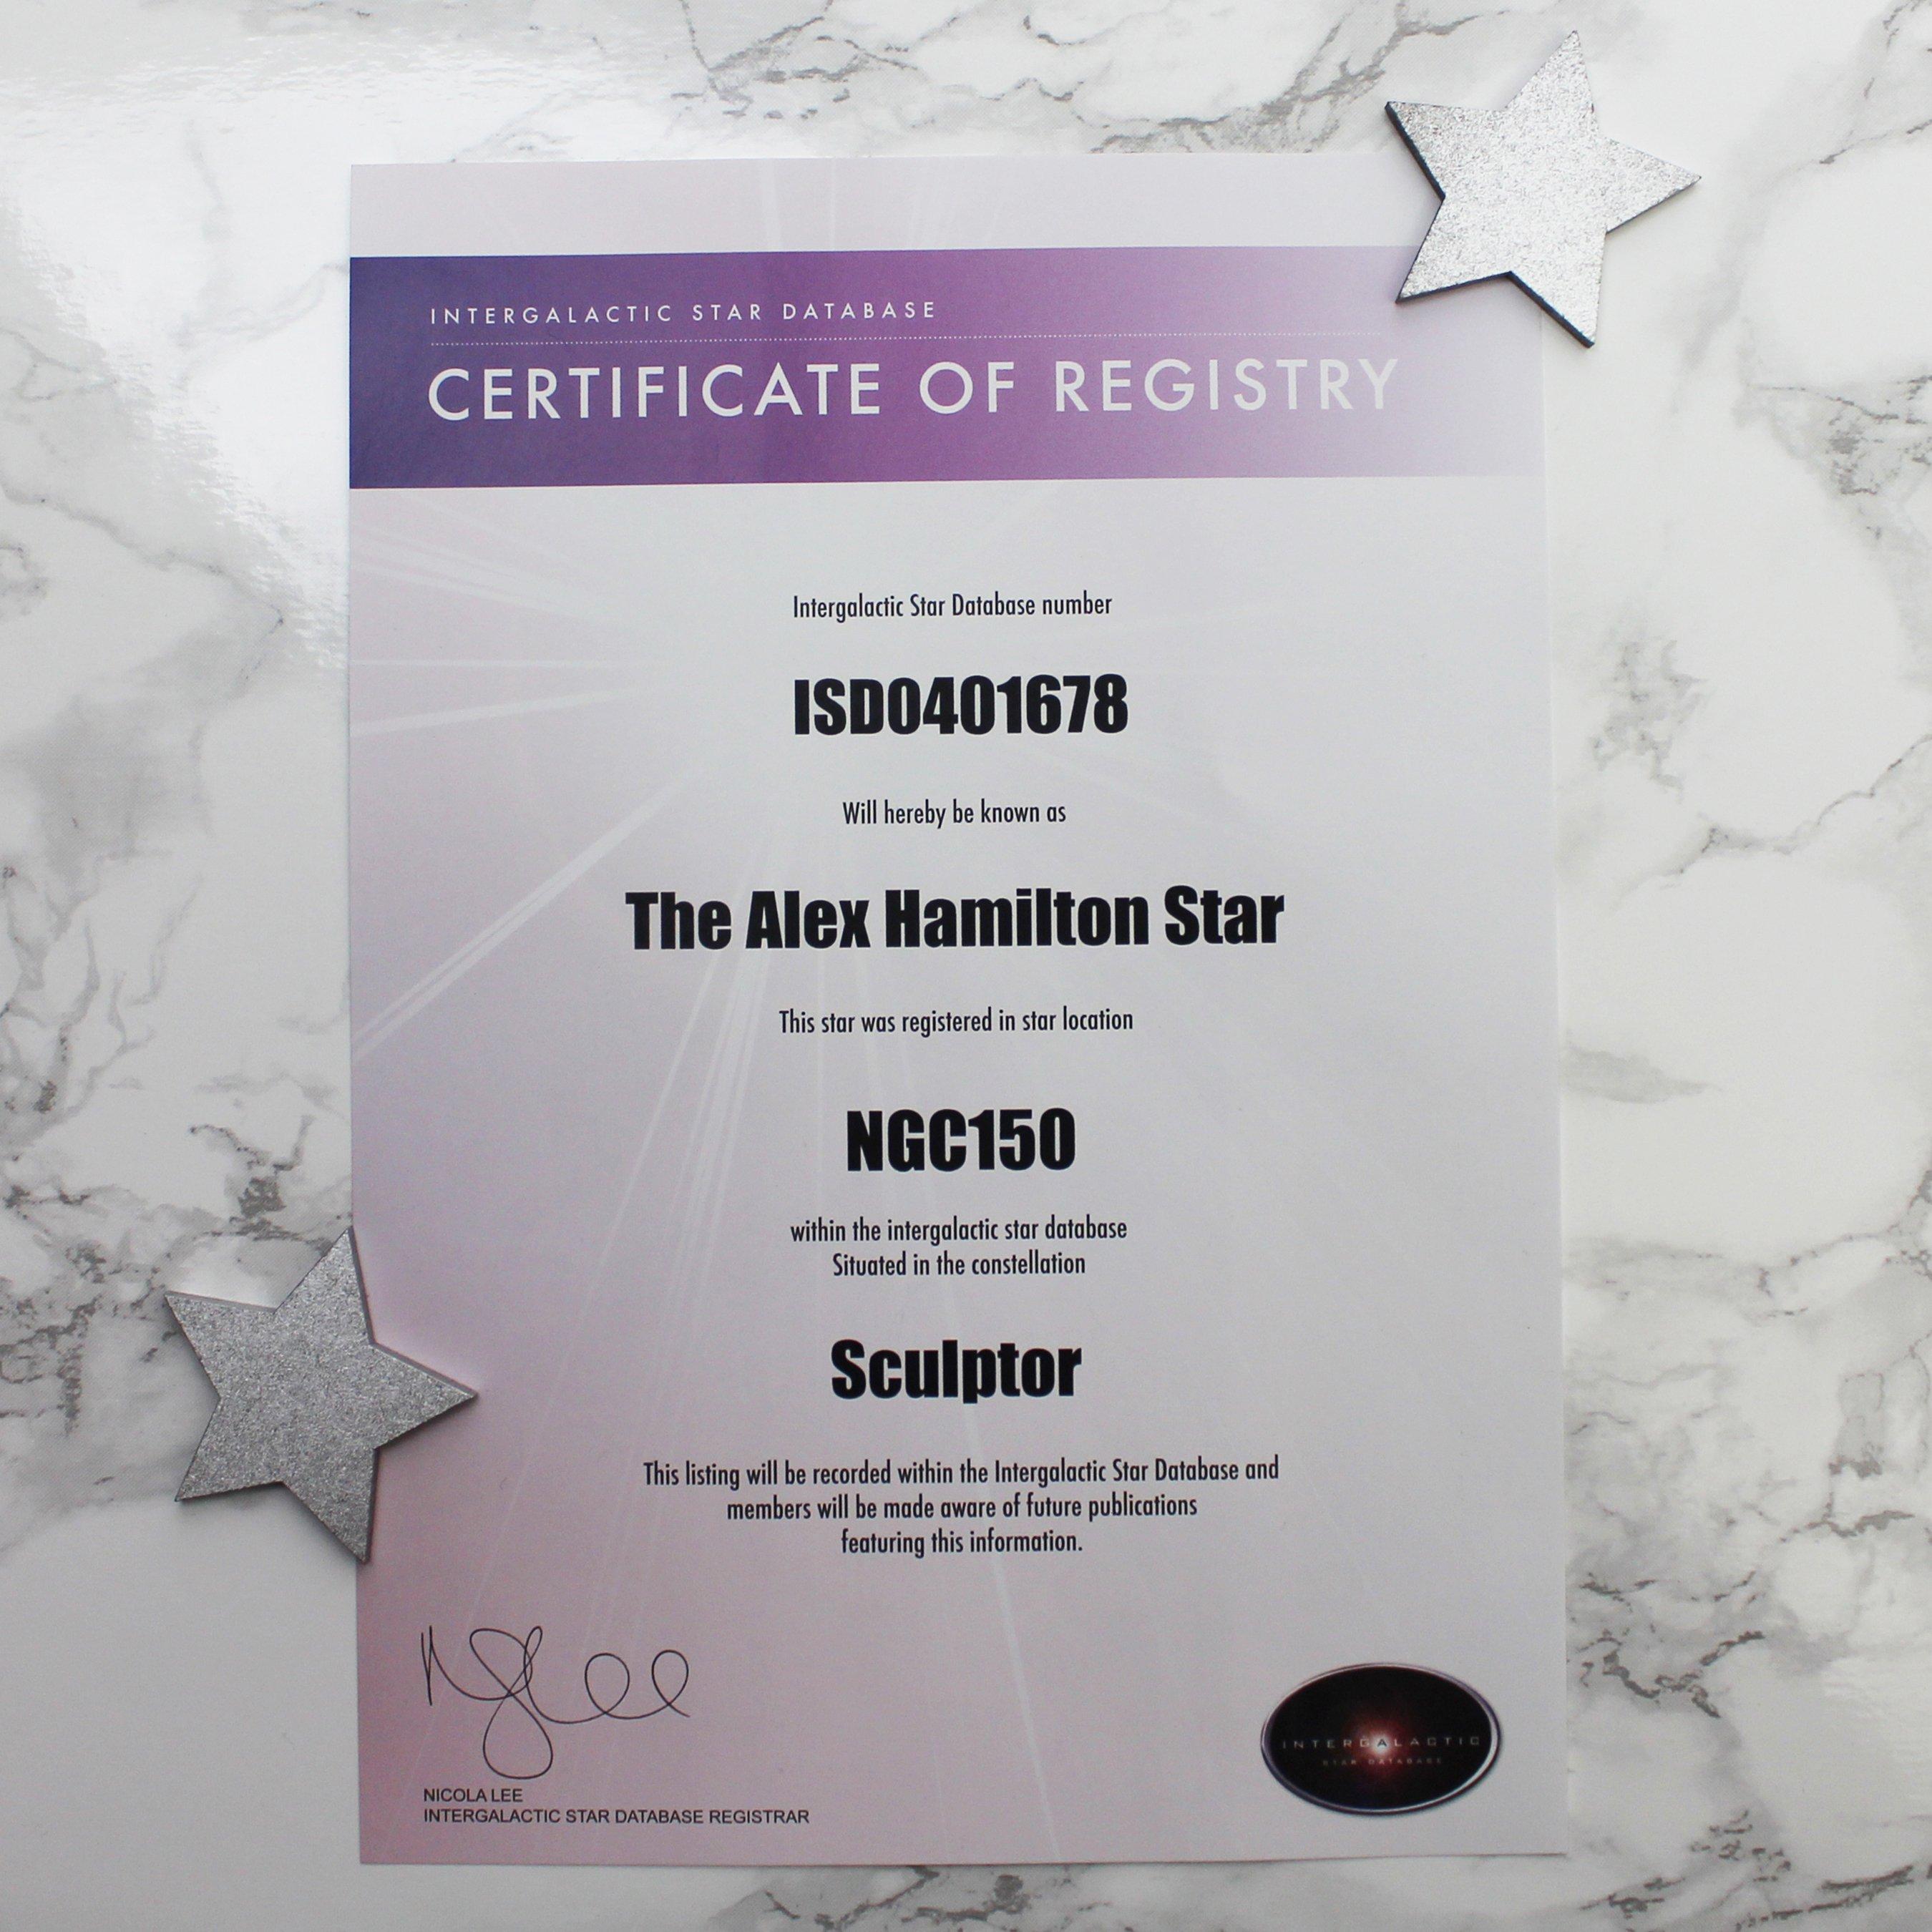 INTERGALACTIC STAR DATABASE
CERTIFICATE OF REGISTRY
Intergalactic Star Database number
ISD0401678
Will hereby be known as
The Alex Hamilton Star
This star was registered in star location
NGC150
within the intergalactic star database
Situated in the constellation
Sculptor
This listing will be recorded within the Intergalactic Star Database and
members will be made aware of future publications
featuring this information.
NLee
NICOLA LEE
INTERGALACTIC STAR DATABASE REGISTRAR
INTERGALACTIC
STAR DATABASE